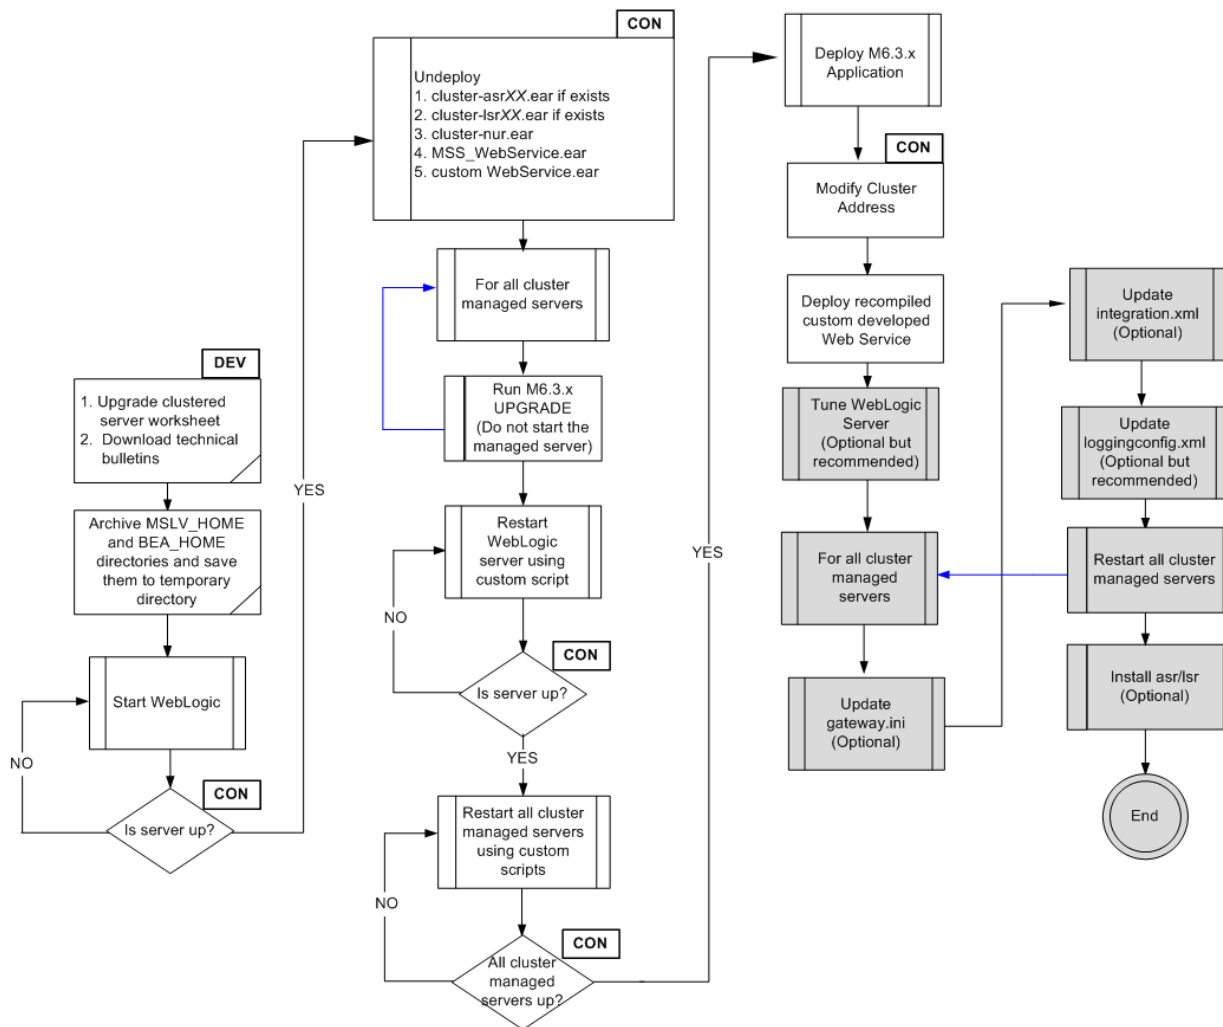 DEV
1. Upgrade clustered
server worksheet
2. Download technical
bulletins
Archive MSLV_HOME
and BEA_HOME
directories and save
them to temporary
directory
Start WebLogic
NO
CON
Is server up?
YES
CON
Undeploy
1. cluster-asrXX.ear if exists
2. cluster-lsrXX.ear if exists
3. cluster-nur.ear
4. MSS_WebService.ear
5. custom WebService.ear
For all cluster
managed servers
Run M6.3.x
UPGRADE
(Do not start the
managed server)
Restart
WebLogic
server using
custom script
NO
CON
Is server up?
YES
Restart all cluster
managed servers
using custom
scripts
NO
CON
All cluster
managed
servers up?
YES
Deploy M6.3.x
Application
CON
Modify Cluster
Address
Deploy recompiled
custom developed
Web Service
Tune WebLogic
Server
(Optional but
recommended)
For all cluster
managed
servers
Update
gateway.ini
(Optional)
Update
integration.xml
(Optional)
Update
loggingconfig.xml
(Optional but
recommended)
Restart all cluster
managed servers
Install asr/lsr
(Optional)
End